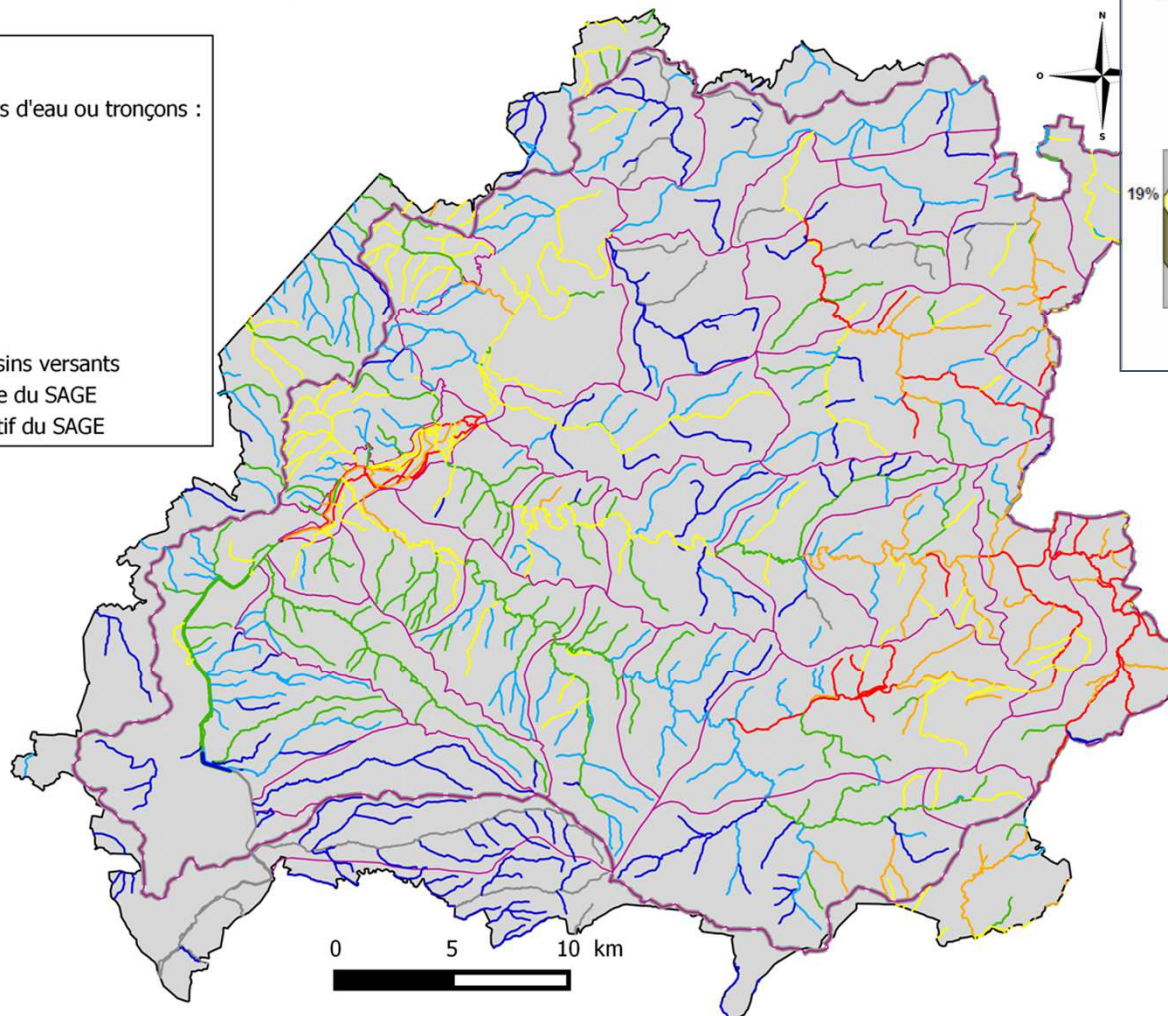 s d'eau ou tronçons :
sins versants
e du SAGE
tif du SAGE
N
O
S
19%
0 5 10 km